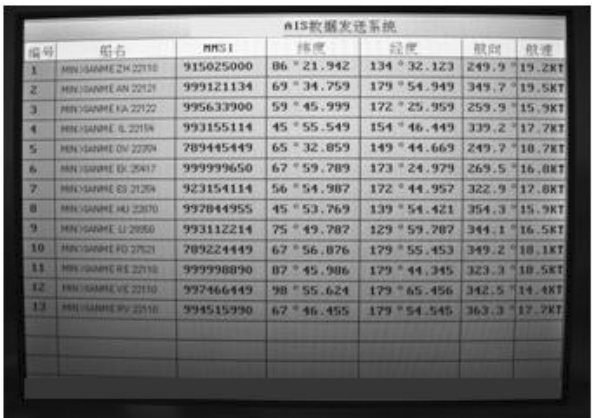 AIS数据发送系统
编号 船名 MMSI 纬度 经度 航向 航速
1 915025000 86 ° 21.942 134 ° 32.123 249.9 ° 19.2KT
2 999121134 69 ° 34.759 179 ° 54.949 349.7 ° 19.5KT
3 995633900 59 ° 45.999 172 ° 25.959 259.9 ° 15.9KT
4 993155114 45 ° 55.549 154 ° 46.449 339.2 ° 17.7KT
5 789445449 65 ° 32.859 149 ° 44.669 249.7 ° 18.7KT
6 999999650 67 ° 59.789 173 ° 24.979 269.5 ° 16.8KT
7 923154114 56 ° 54.987 172 ° 44.957 322.9 ° 17.8KT
8 997844955 45 ° 53.769 139 ° 54.421 354.3 ° 15.9KT
9 993112214 75 ° 49.787 129 ° 59.787 344.1 ° 16.5KT
10 789224449 67 ° 56.876 179 ° 55.453 349.2 ° 18.1KT
11 999998890 87 ° 45.986 179 ° 44.345 323.3 ° 18.5KT
12 997466449 98 ° 55.624 179 ° 65.456 342.5 ° 14.4KT
13 994515990 67 ° 46.455 179 ° 54.545 363.3 ° 17.7KT